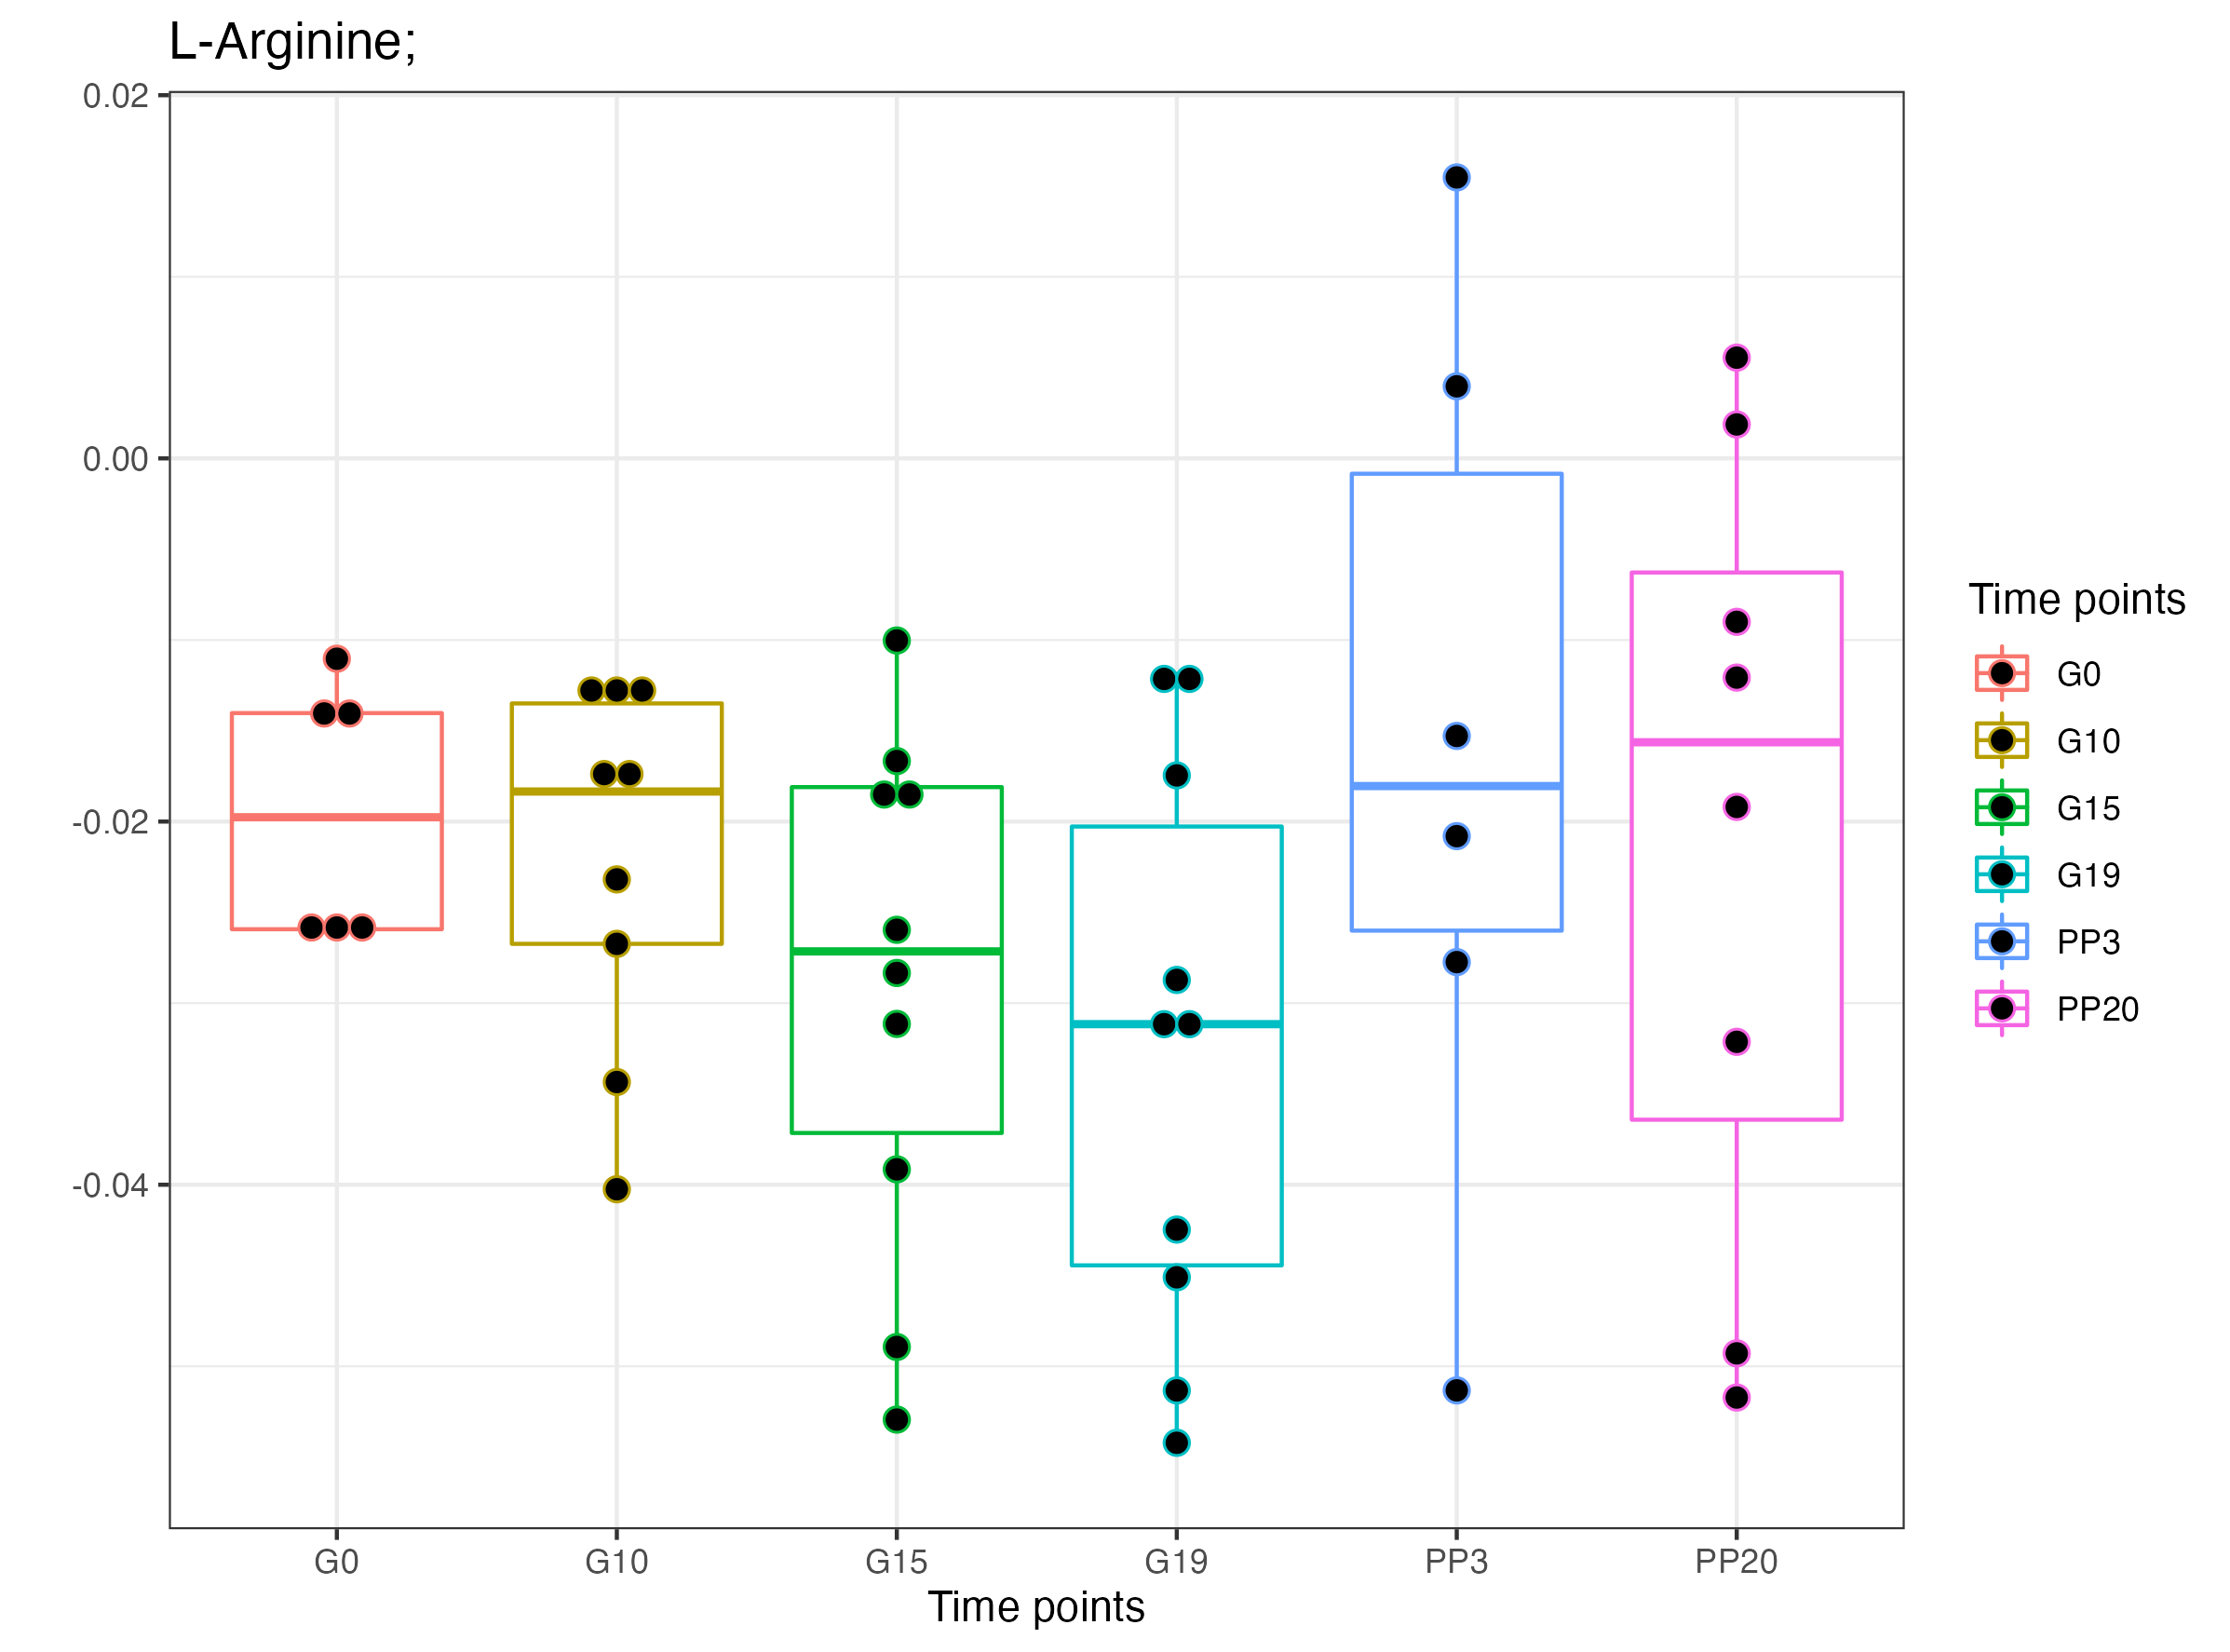 L-Arginine;
0.02
0.00
-0.02
-0.04
G0 G10 G15 G19 PP3 PP20
Time points
Time points
G0
G10
G15
G19
PP3
PP20